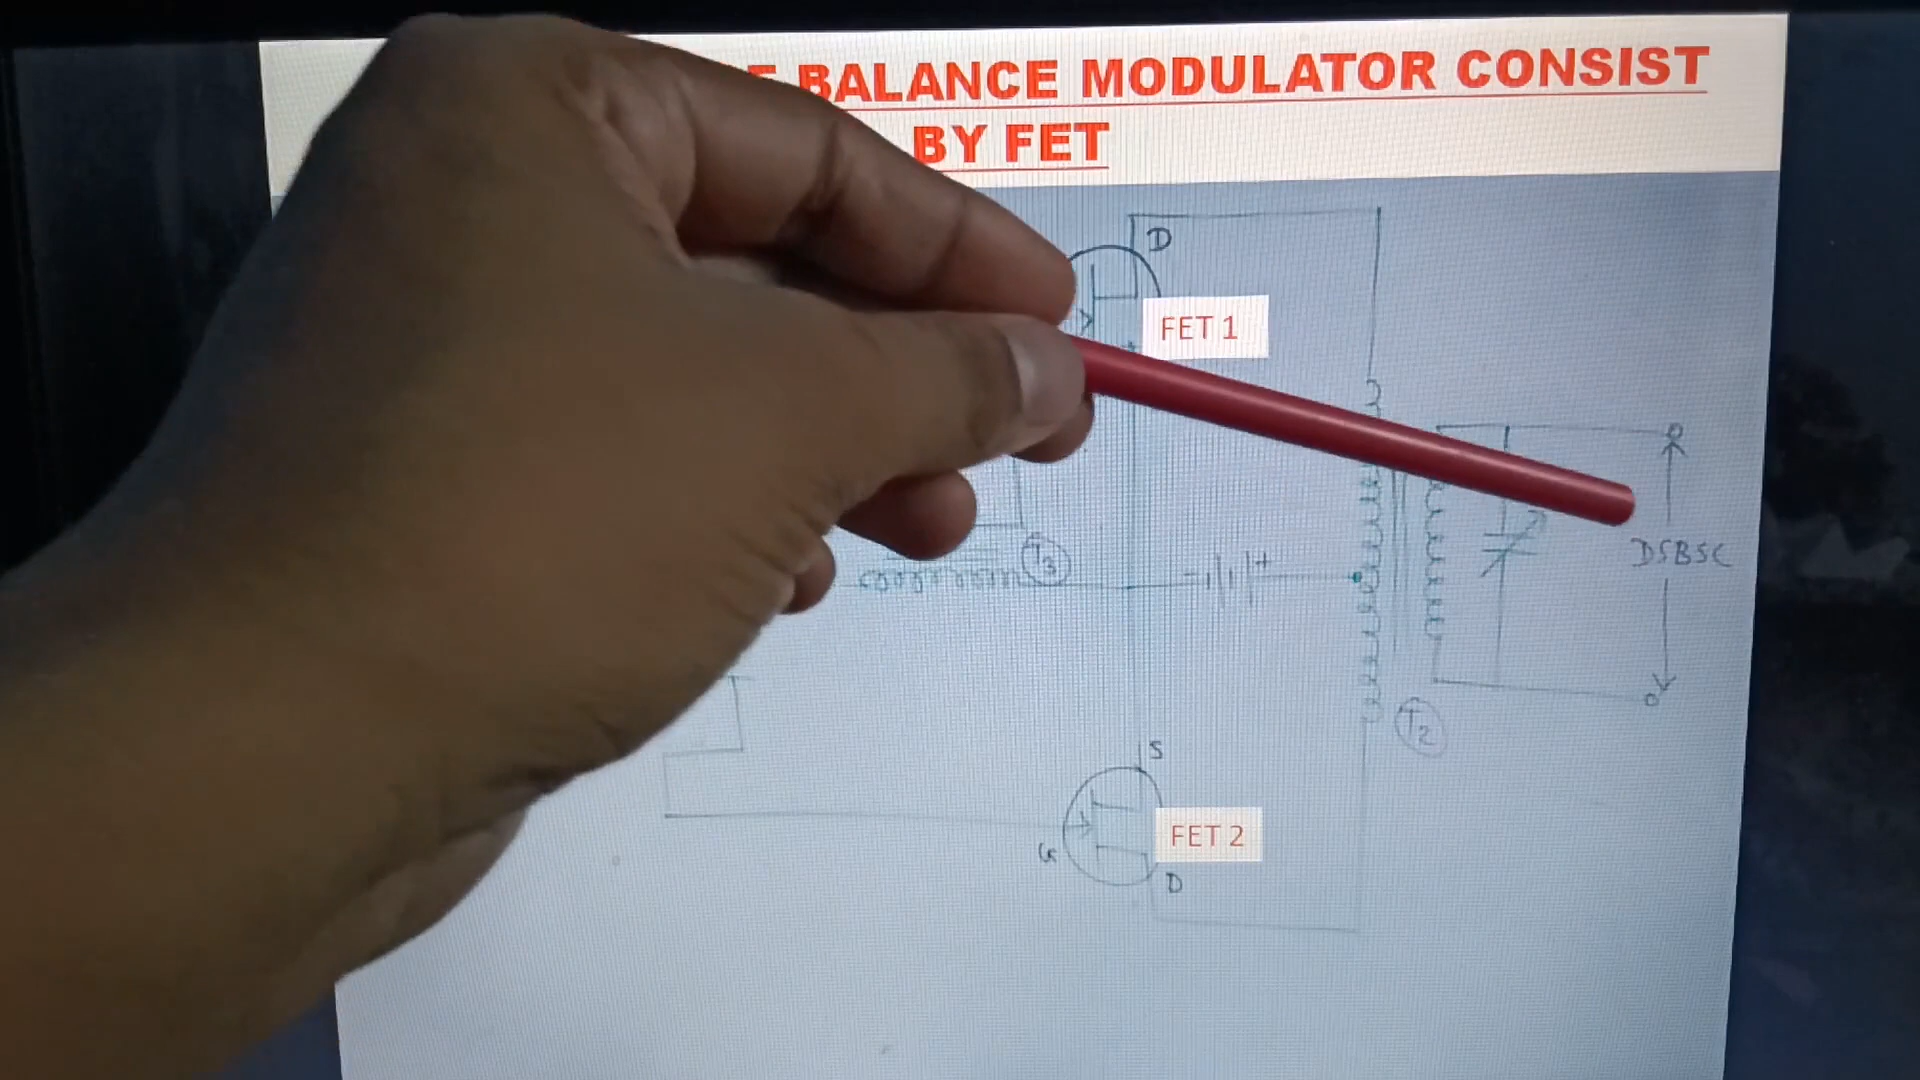 BALANCE MODULATOR CONSIST
BY FET
D
FET 1
T3
+
DSBSC
T2
S
FET 2
G
D